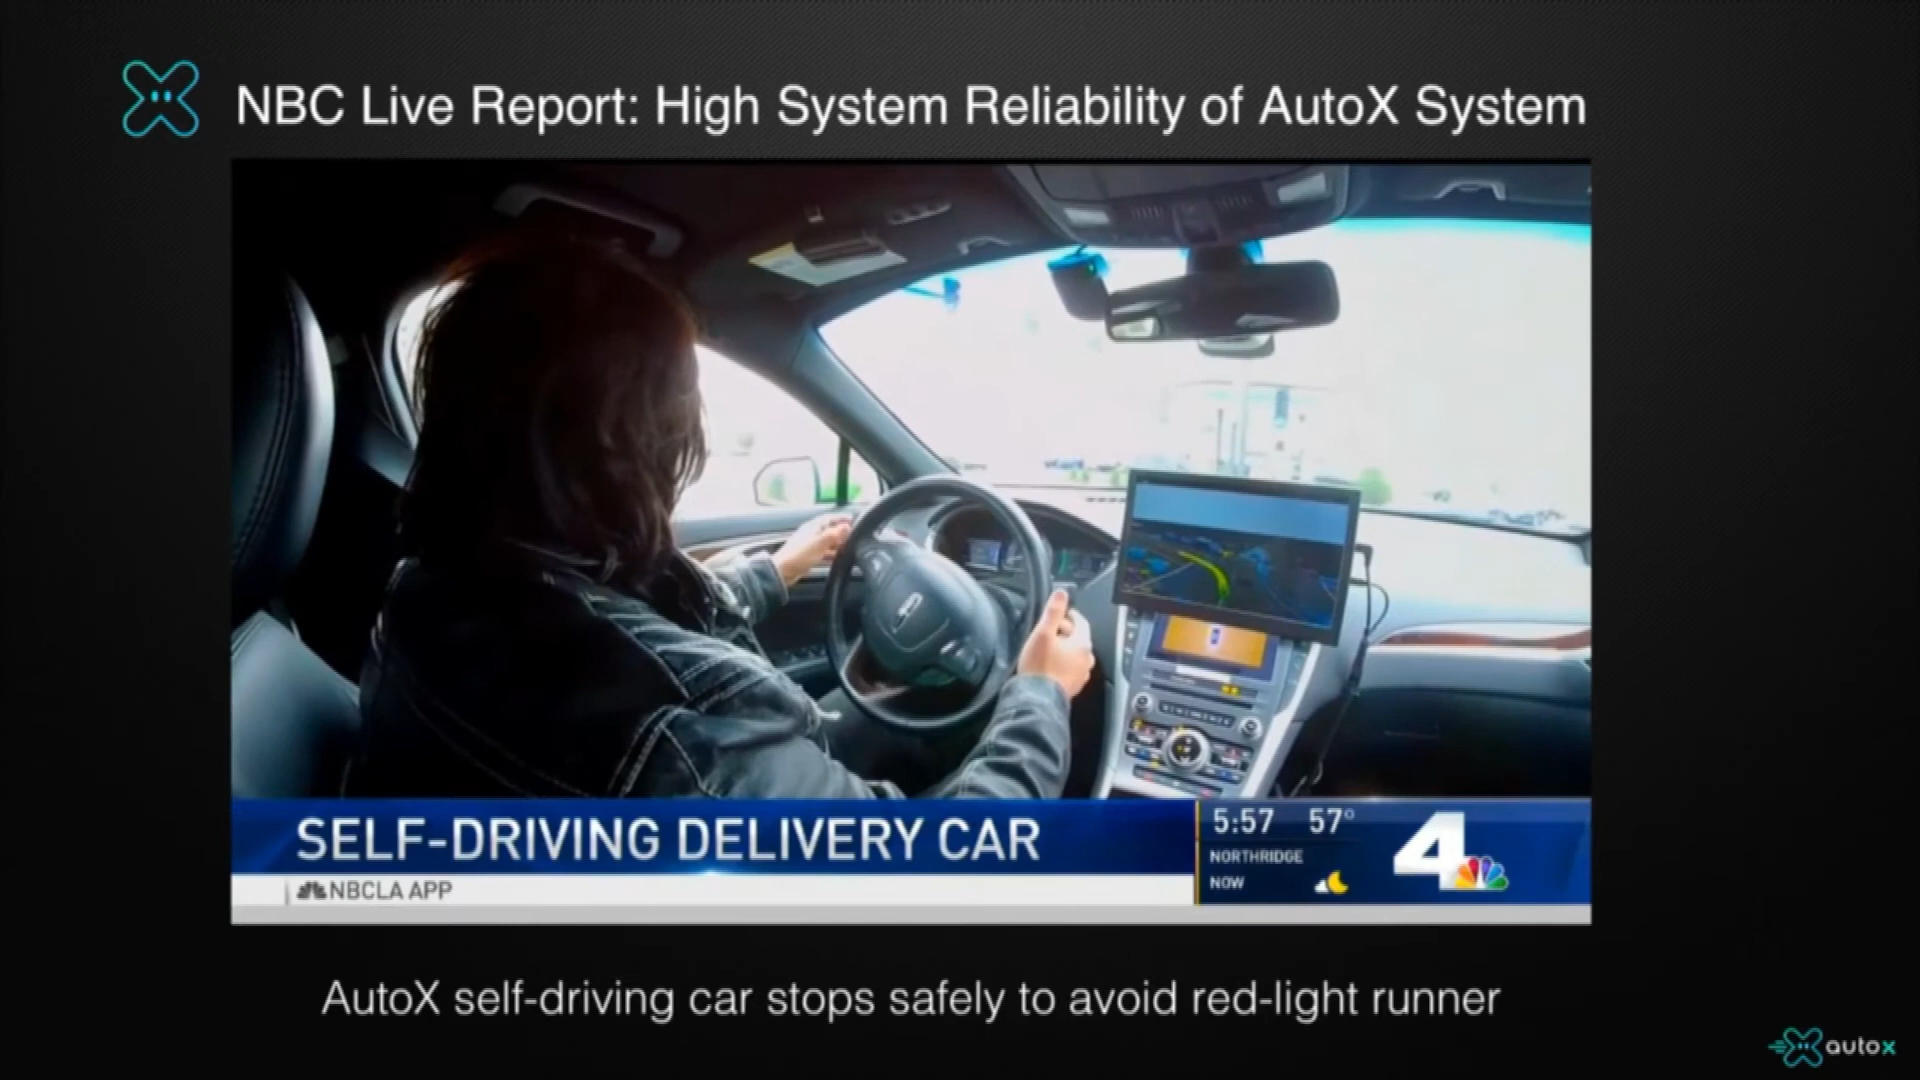 NBC Live Report: High System Reliability of AutoX System
SELF-DRIVING DELIVERY CAR
NBCLA APP
5:57 57°
NORTHRIDGE
NOW
4
AutoX self-driving car stops safely to avoid red-light runner
autox